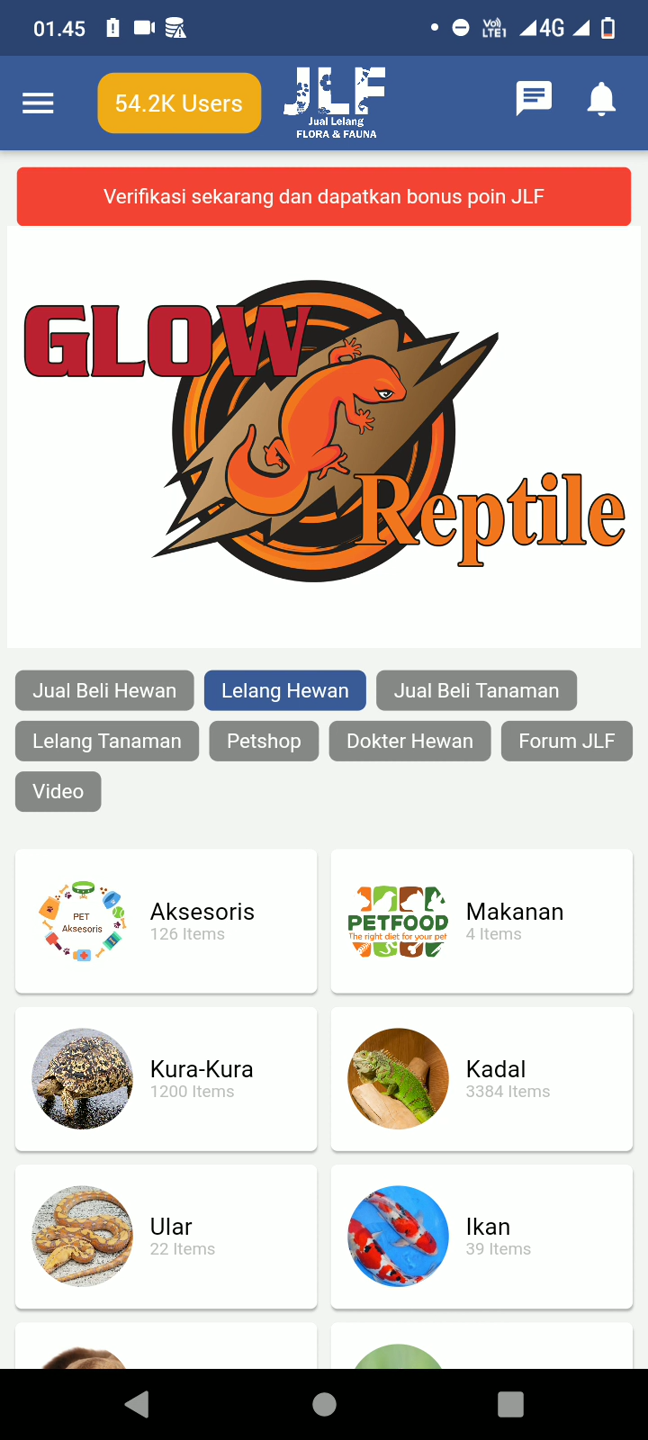 01.45
Vo)
LTE1
4G
54.2K Users
JLF
Jual Lelang
FLORA & FAUNA
Verifikasi sekarang dan dapatkan bonus poin JLF
GLOW
Reptile
Jual Beli Hewan
Lelang Hewan
Jual Beli Tanaman
Lelang Tanaman
Petshop
Dokter Hewan
Forum JLF
Video
PET
Aksesoris
Aksesoris
126 Items
PETFOOD
The right diet for your pet
Makanan
4 Items
Kura-Kura
1200 Items
Kadal
3384 Items
Ular
22 Items
Ikan
39 Items